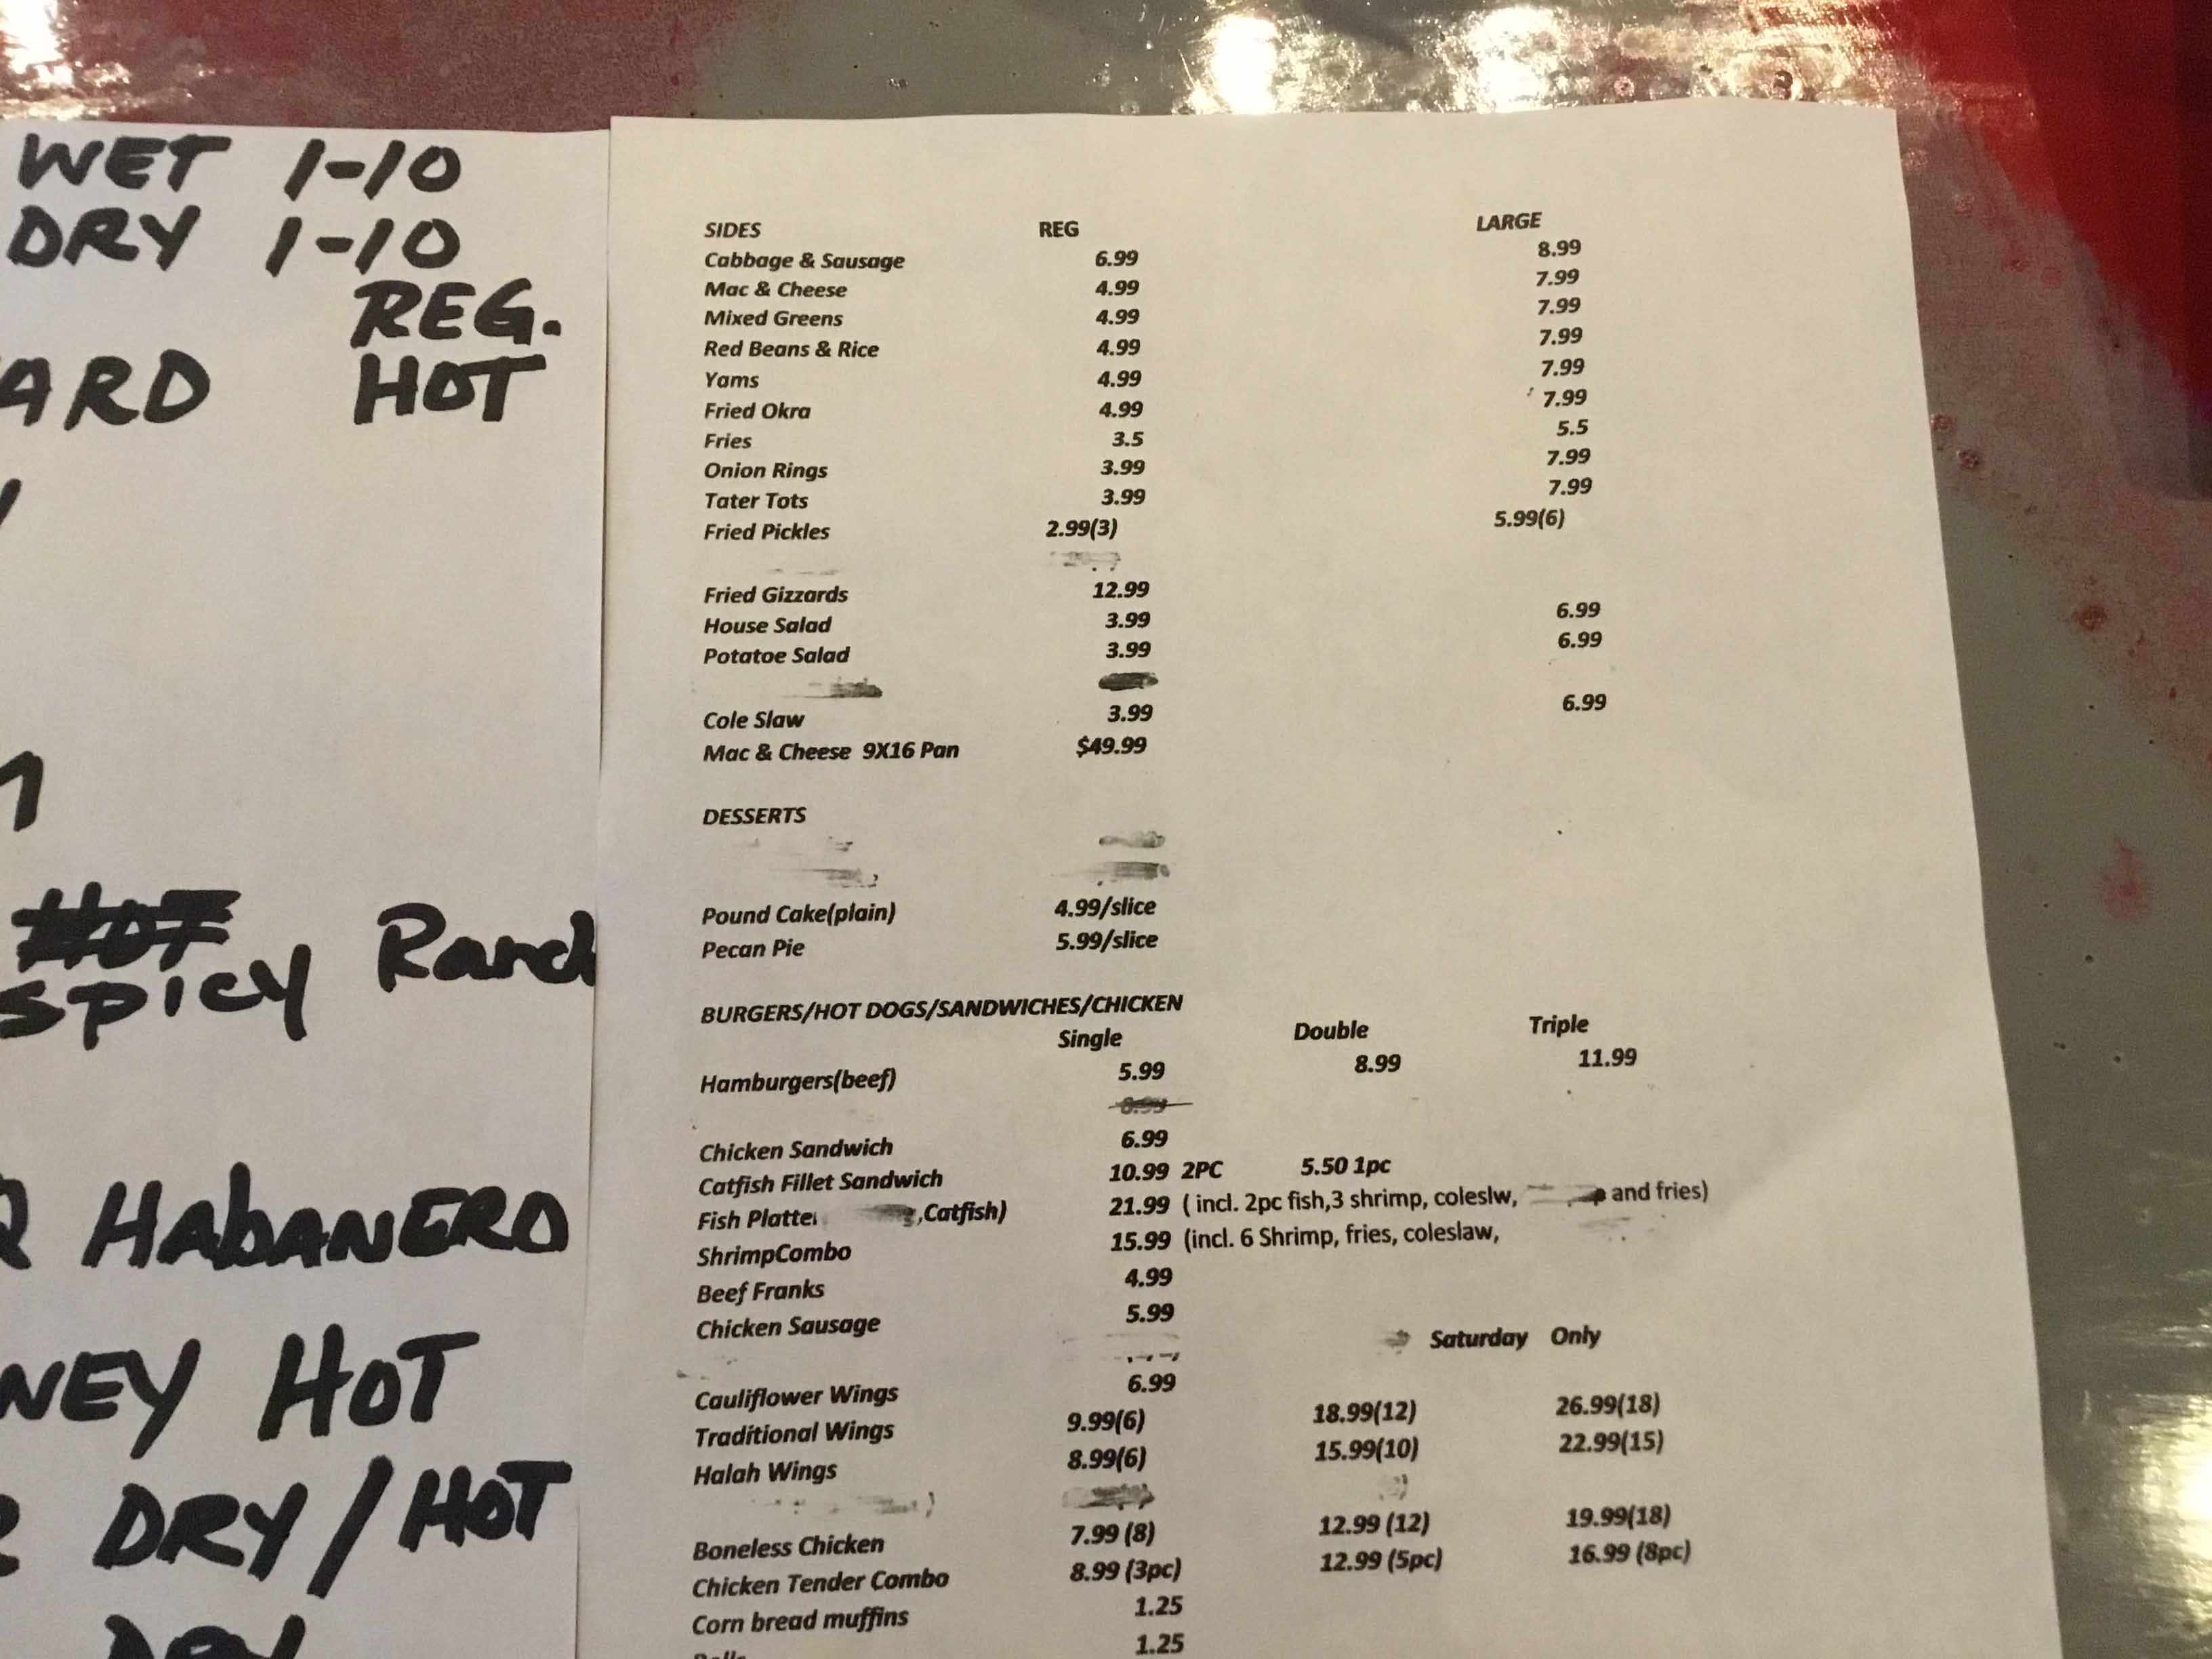 WET 1-10
DRY 1-10
REG.
ARD HOT
Spicy Ranch
HAbANERO
NEY HOT
DRY/HOT
DRY
SIDES REG LARGE
Cabbage & Sausage 6.99 8.99
Mac & Cheese 4.99 7.99
Mixed Greens 4.99 7.99
Red Beans & Rice 4.99 7.99
Yams 4.99 7.99
Fried Okra 4.99 7.99
Fries 3.5 5.5
Onion Rings 3.99 7.99
Tater Tots 3.99 7.99
Fried Pickles 2.99(3) 5.99(6)
Fried Gizzards 12.99
House Salad 3.99 6.99
Potatoe Salad 3.99 6.99
Cole Slaw 3.99 6.99
Mac & Cheese 9X16 Pan $49.99
DESSERTS
Pound Cake(plain) 4.99/slice
Pecan Pie 5.99/slice
BURGERS/HOT DOGS/SANDWICHES/CHICKEN
Single Double Triple
Hamburgers(beef) 5.99 8.99 11.99
Chicken Sandwich 6.99
Catfish Fillet Sandwich 10.99 2PC 5.50 1pc
Fish Platter ,Catfish) 21.99 ( incl. 2pc fish,3 shrimp, coleslw, and fries)
ShrimpCombo 15.99 (incl. 6 Shrimp, fries, coleslaw,
Beef Franks 4.99
Chicken Sausage 5.99
Saturday Only
Cauliflower Wings 6.99
Traditional Wings 9.99(6) 18.99(12) 26.99(18)
Halah Wings 8.99(6) 15.99(10) 22.99(15)
Boneless Chicken 7.99 (8) 12.99 (12) 19.99(18)
Chicken Tender Combo 8.99 (3pc) 12.99 (5pc) 16.99 (8pc)
Corn bread muffins 1.25
1.25